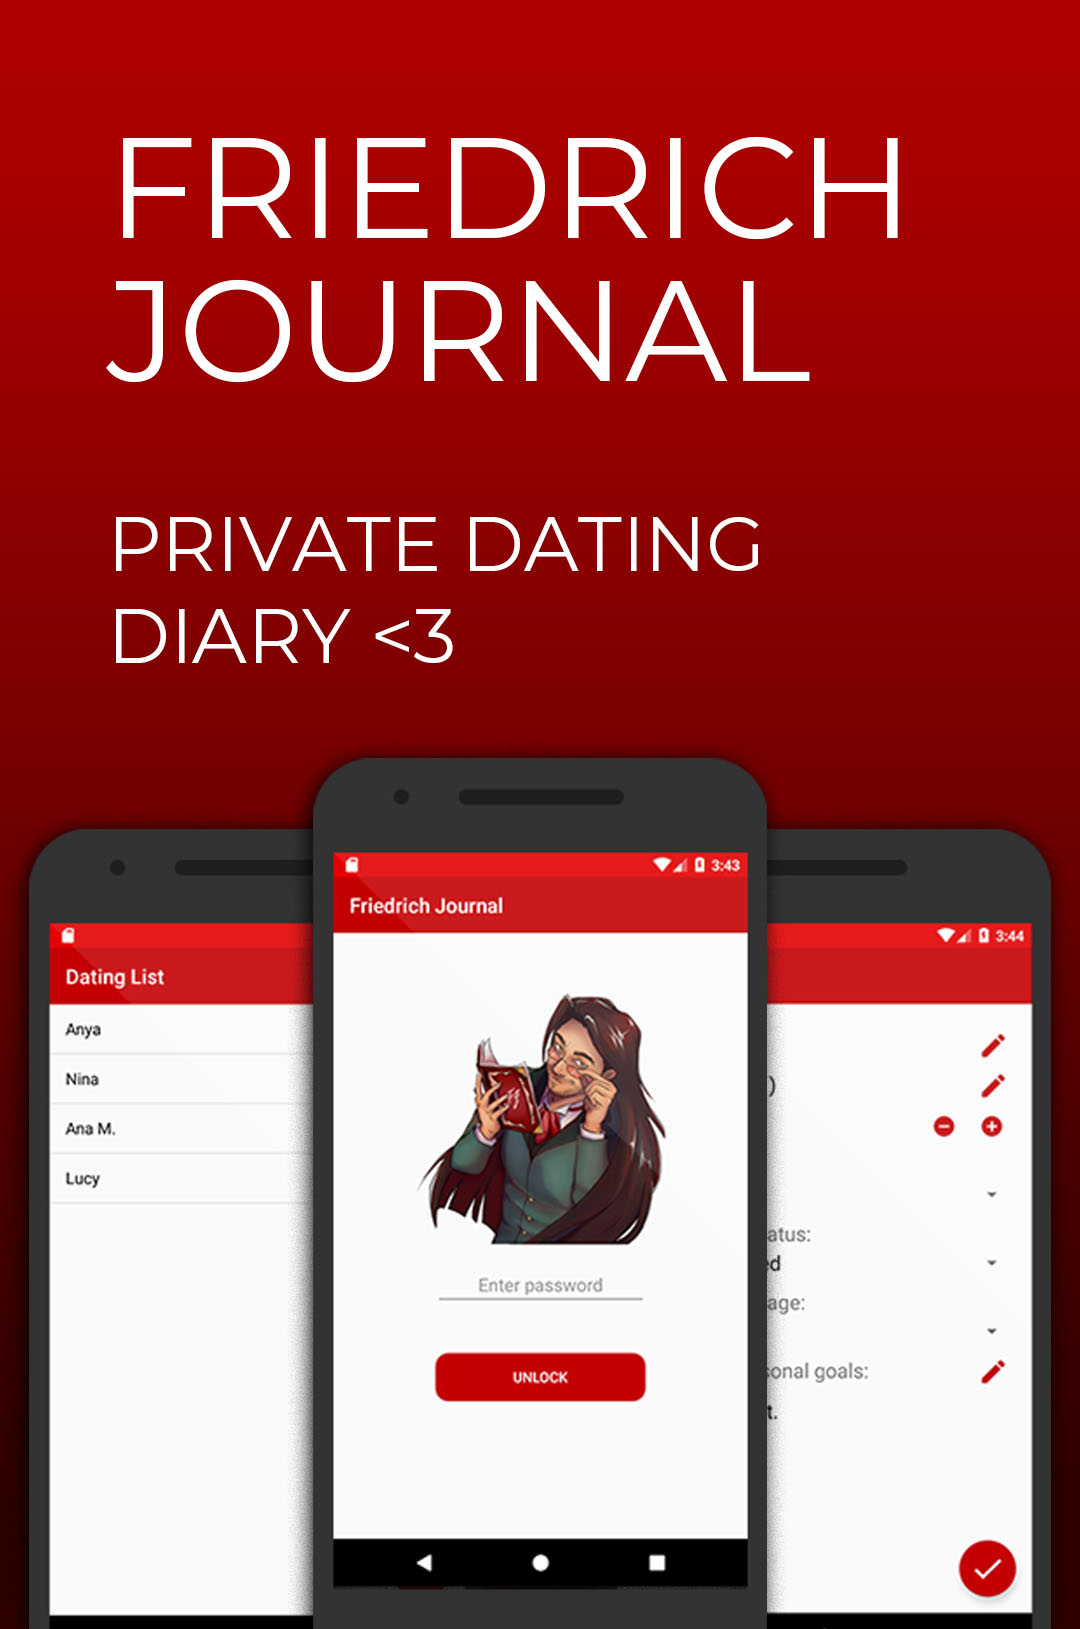 FRIEDRICH
JOURNAL
PRIVATE DATING
DIARY <3
3:43
Friedrich Journal
Enter password
UNLOCK
Dating List
Anya
Nina
Ana M.
Lucy
3:44
)
atus:
ed
age:
onal goals:
t.